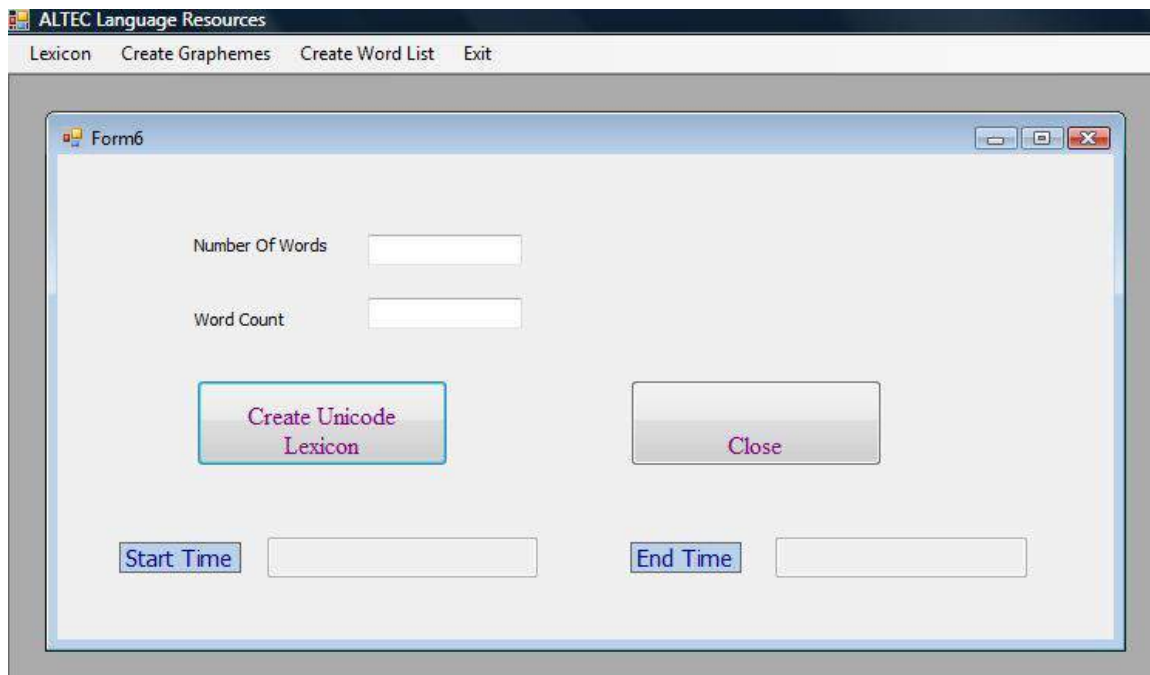 ALTEC Language Resources
Lexicon Create Graphemes Create Word List Exit
Form6
Number Of Words
Word Count
Create Unicode
Lexicon
Close
Start Time
End Time